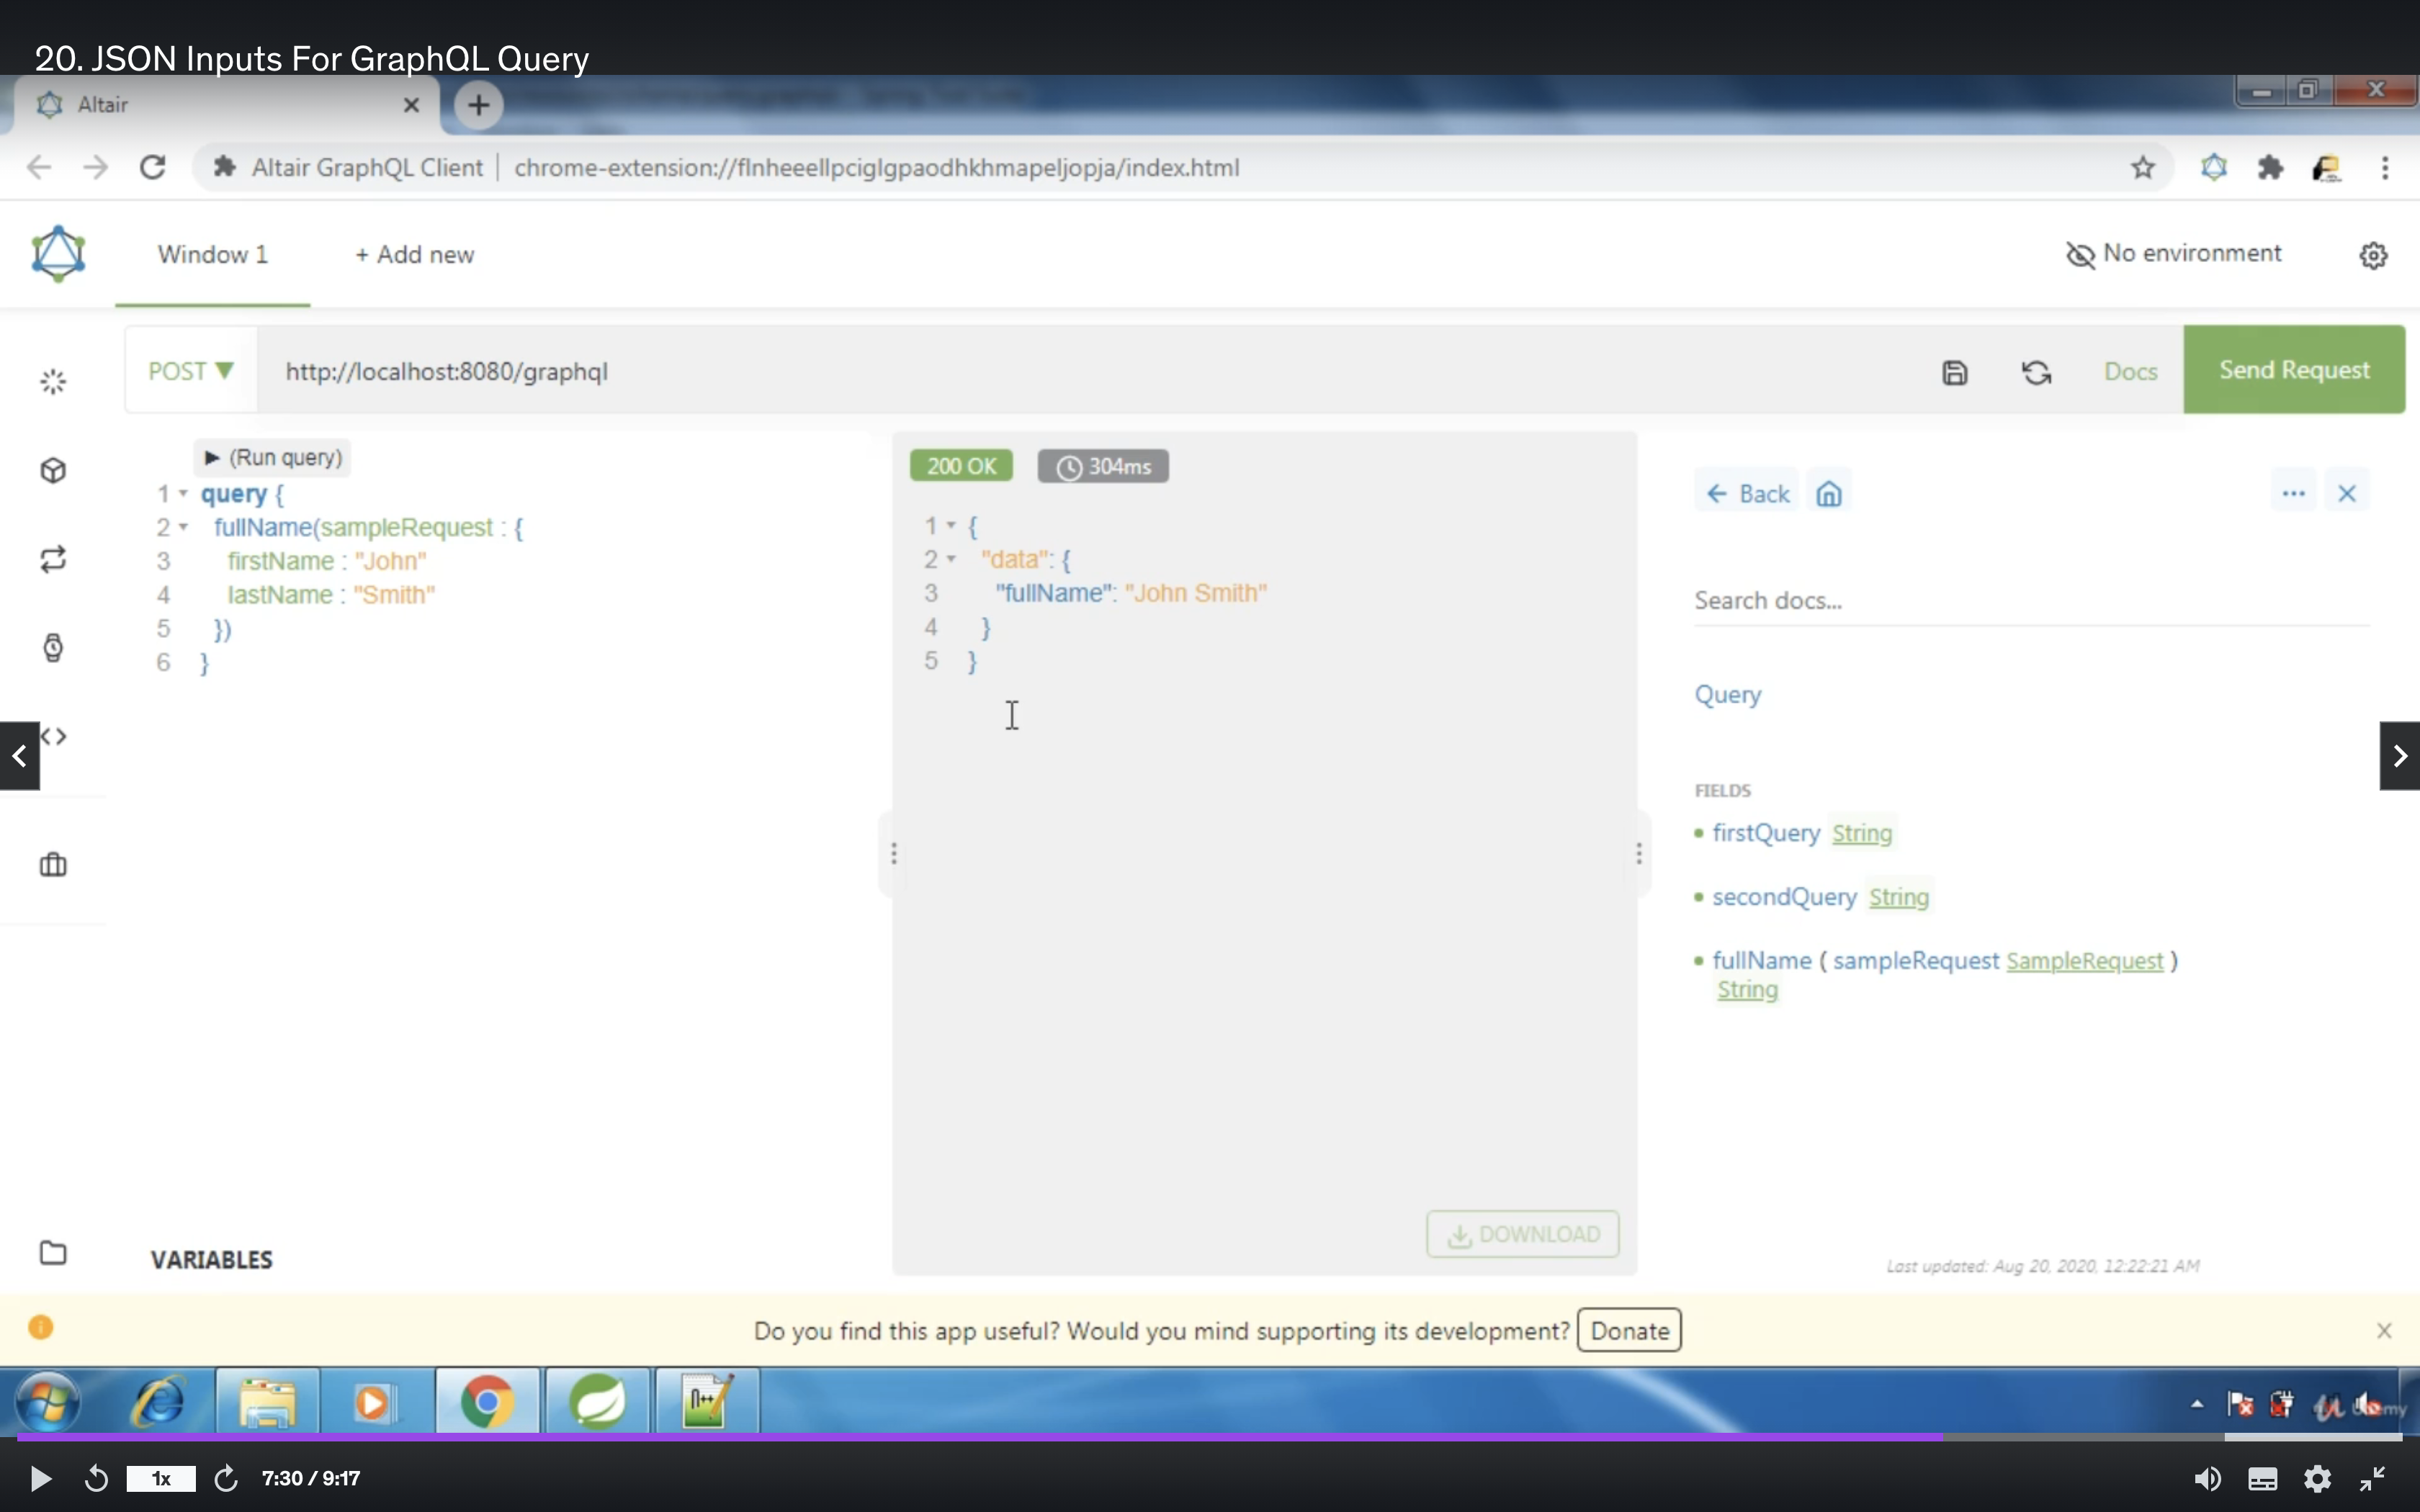 20. JSON Inputs For GraphQL Query
Altair
Altair GraphQL Client | chrome-extension://flnheeellpciglgpaodhkhmapeljopja/index.html
Window 1 + Add new No environment
POST http://localhost:8080/graphql Docs Send Request
(Run query)
1 query {
2 fullName(sampleRequest : {
3 firstName : "John"
4 lastName : "Smith"
5 })
6 }
200 OK 304ms
1 {
2 "data": {
3 "fullName": "John Smith"
4 }
5 }
DOWNLOAD
Back
Search docs...
Query
FIELDS
firstQuery String
secondQuery String
fullName ( sampleRequest SampleRequest )
String
Last updated: Aug 20, 2020, 12:22:21 AM
VARIABLES
Do you find this app useful? Would you mind supporting its development? Donate
1x 7:30 / 9:17